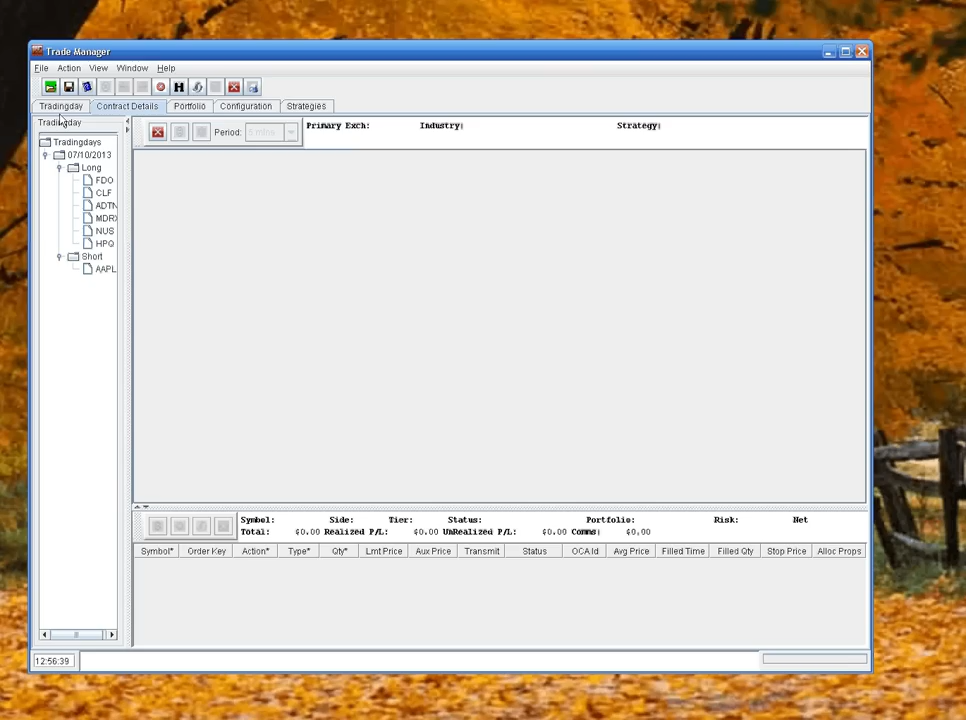 Trade Manager
File Action View Window Help
Tradingday Contract Details Portfolio Configuration Strategies
Tradingday
Tradingdays
07/10/2013
Long
FDO
CLF
ADTN
MDRX
NUS
HPQ
Short
AAPL
Period: 5 mins Primary Exch: Industry: Strategy:
Symbol: Side: Tier: Status: Portfolio: Risk: Net
Total: $0.00 Realized P/L: $0.00 UnRealized P/L: $0.00 Comms: $0.00
Symbol* Order Key Action* Type* Qty* Lmt Price Aux Price Transmit Status OCA Id Avg Price Filled Time Filled Qty Stop Price Alloc Props
12:56:39